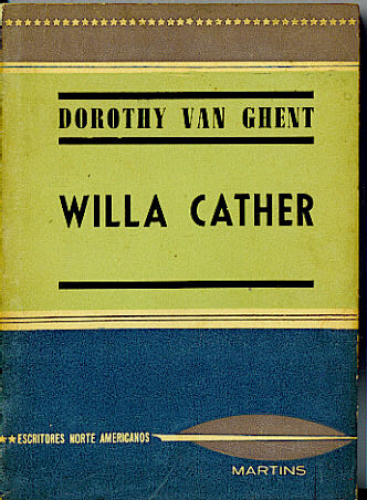 DOROTHY VAN GHENT
WILLA CATHER
ESCRITORES NORTE AMERICANOS
MARTINS